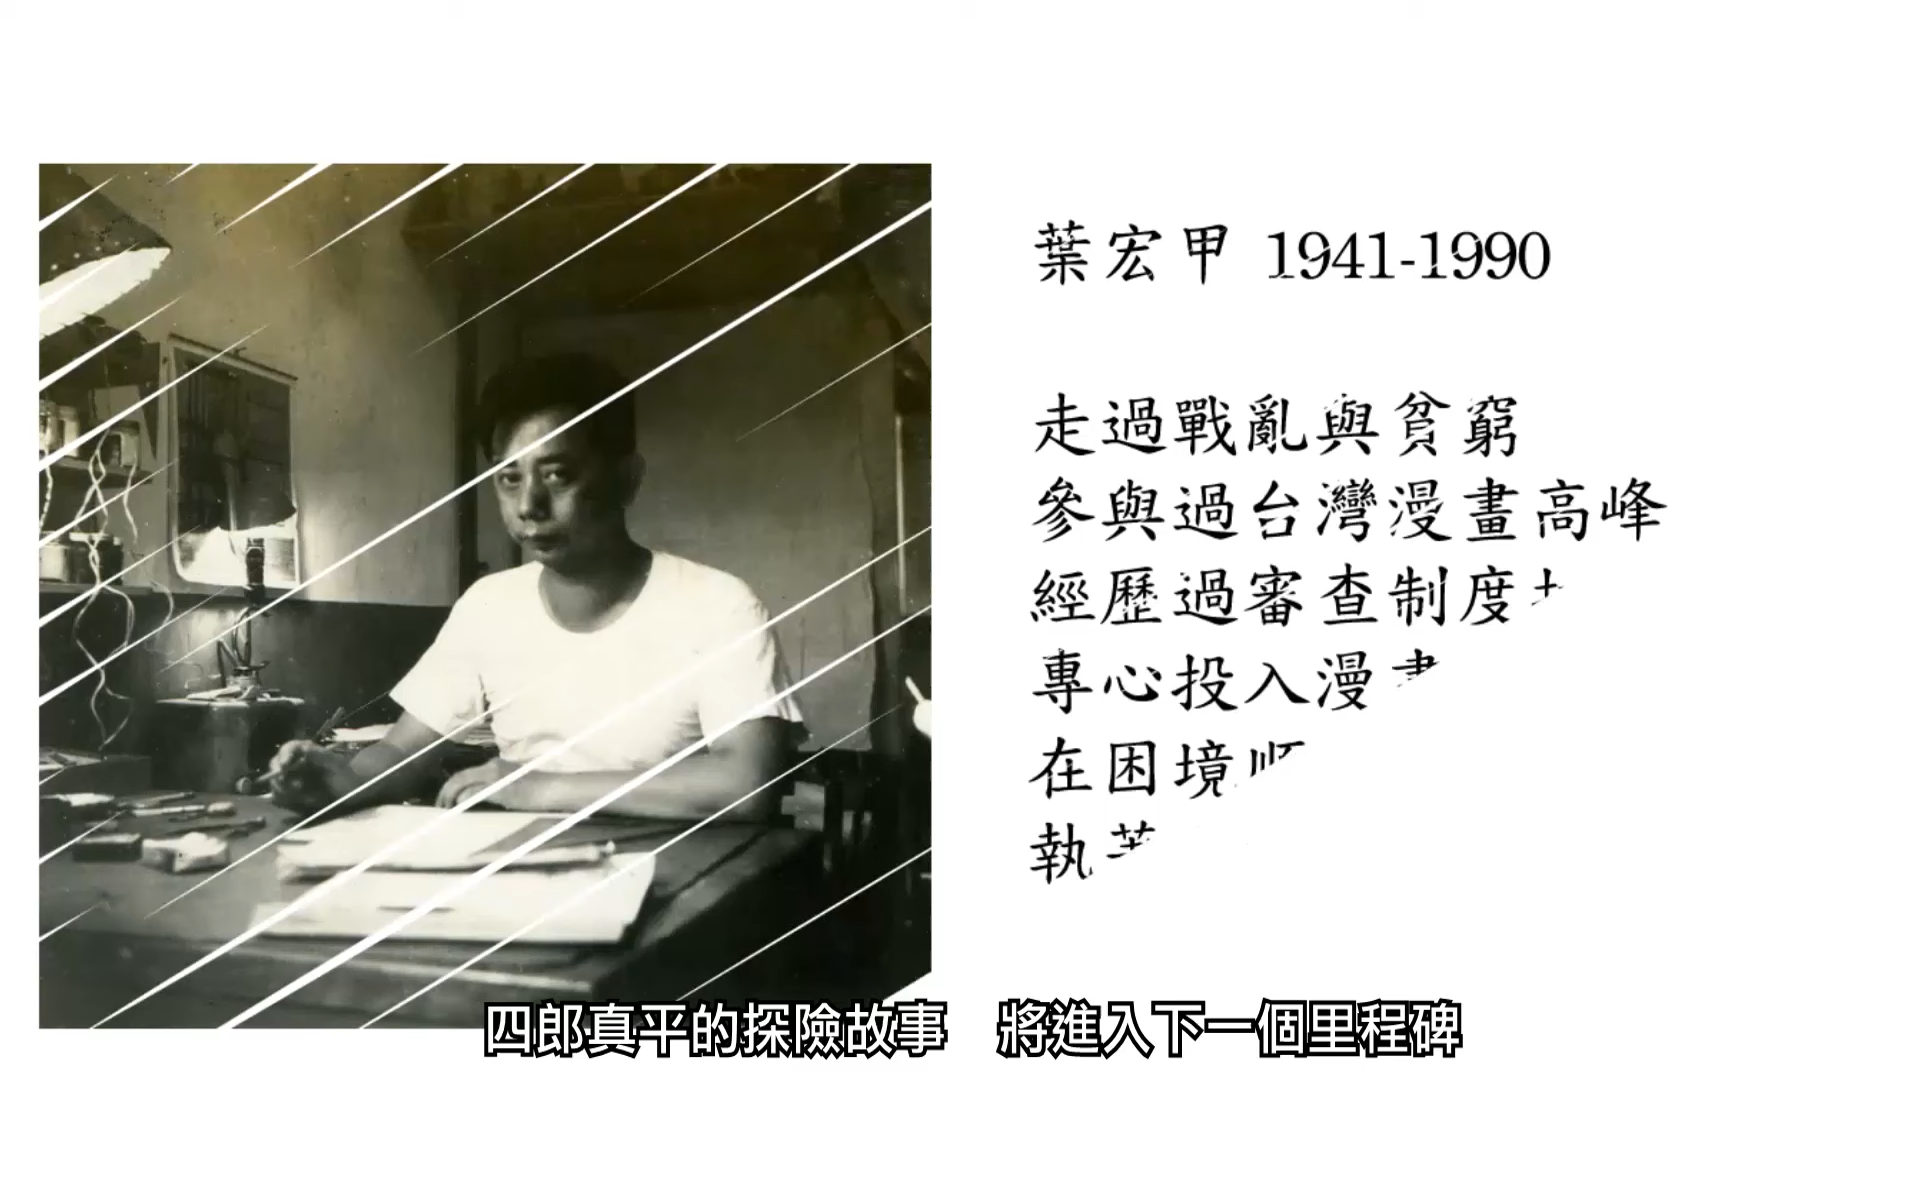 葉宏甲 1941-1990
走過戰亂與貧窮
參與過台灣漫畫高峰
經歷過審查制度
專心投入漫畫
在困境
執
四郎真平的探險故事 將進入下一個里程碑